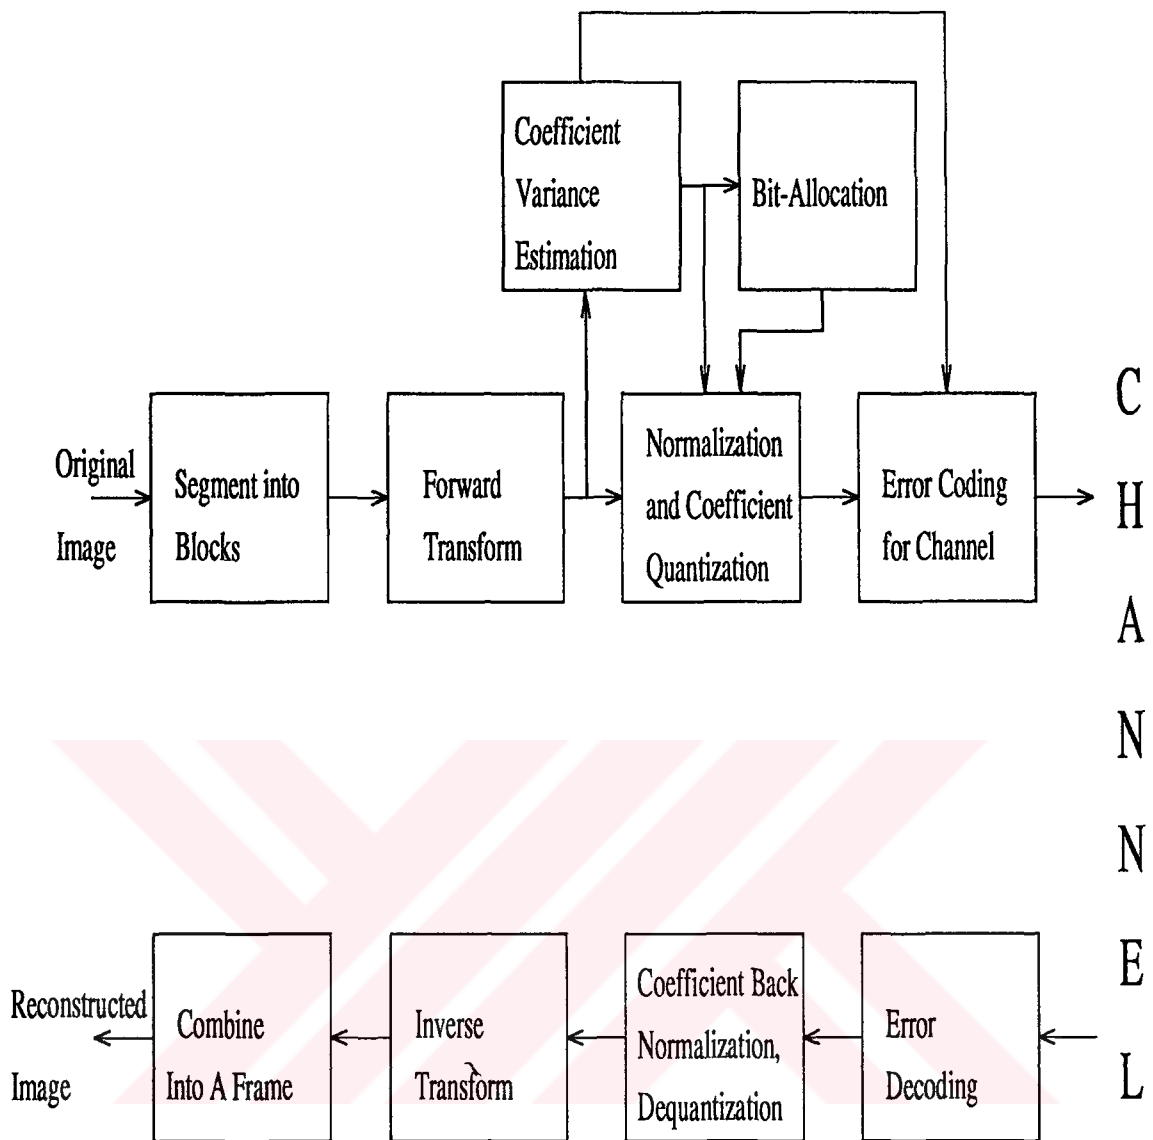 Coefficient
Variance
Estimation
Bit-Allocation
Original
Image
Segment into
Blocks
Forward
Transform
Normalization
and Coefficient
Quantization
Error Coding
for Channel
C
H
A
N
N
E
L
Reconstructed
Image
Combine
Into A Frame
Inverse
Transform
Coefficient Back
Normalization,
Dequantization
Error
Decoding